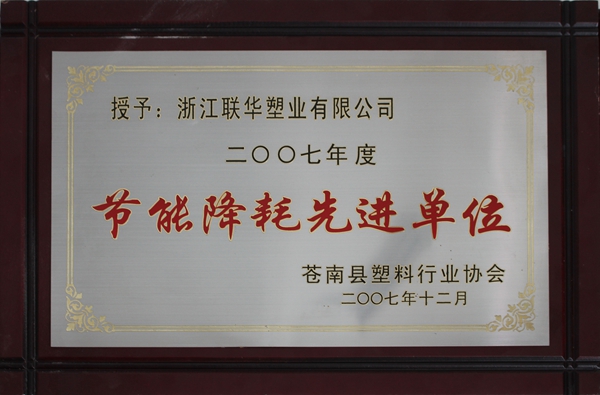 授予：浙江联华塑业有限公司
二〇〇七年度
节能降耗先进单位
苍南县塑料行业协会
二〇〇七年十二月